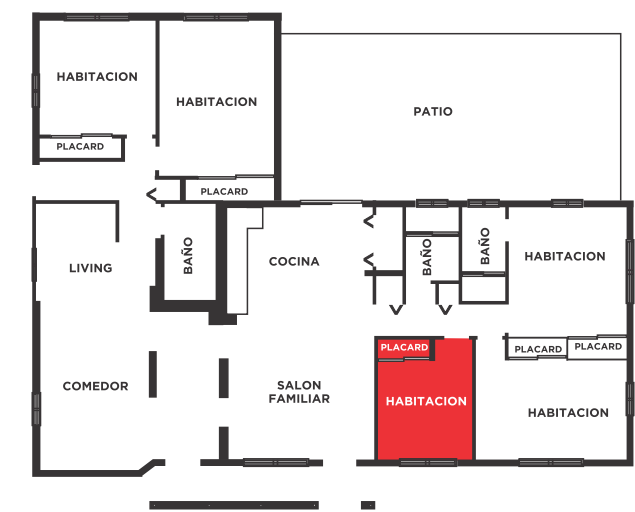 HABITACION
HABITACION
PATIO
PLACARD
PLACARD
BAÑO
LIVING
COCINA
BAÑO
BAÑO
HABITACION
COMEDOR
SALON
FAMILIAR
PLACARD
HABITACION
PLACARD
PLACARD
HABITACION